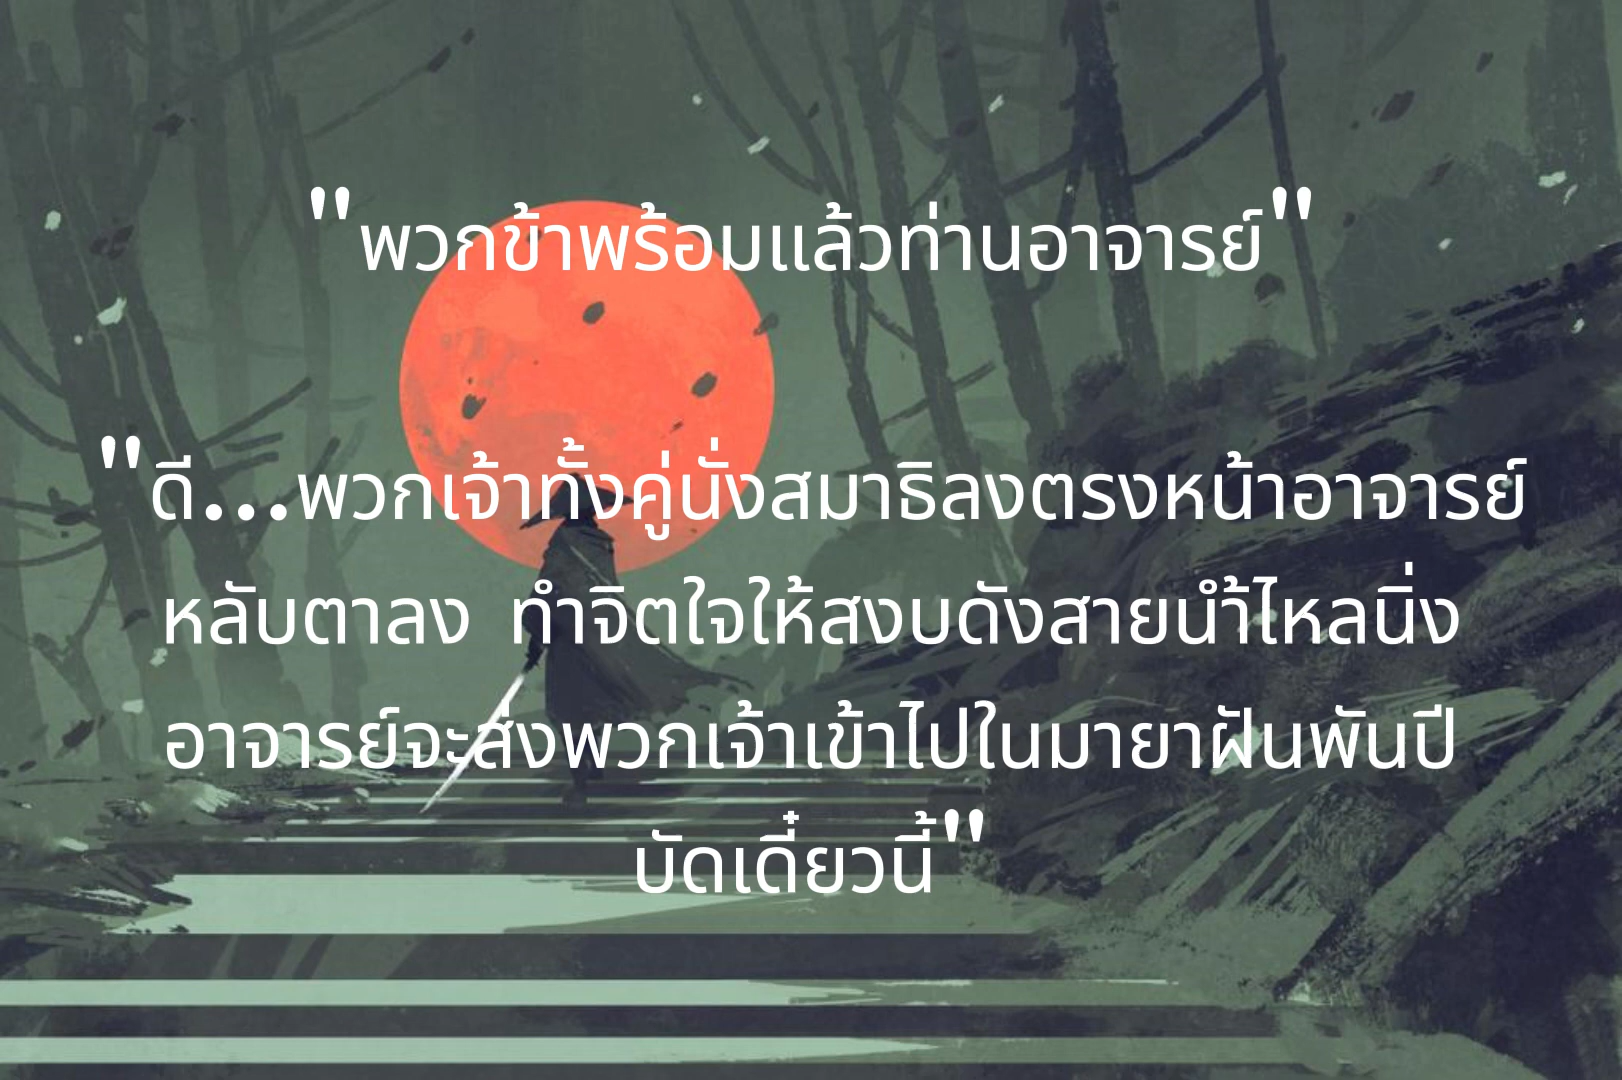 "พวกข้าพร้อมแล้วท่านอาจารย์"
"ดี...พวกเจ้าทั้งคู่นั่งสมาธิลงตรงหน้าอาจารย์
หลับตาลง ทำจิตใจให้สงบดังสายน้ำไหลนิ่ง
อาจารย์จะส่งพวกเจ้าเข้าไปในมายาฝันพันปี
บัดเดี๋ยวนี้"